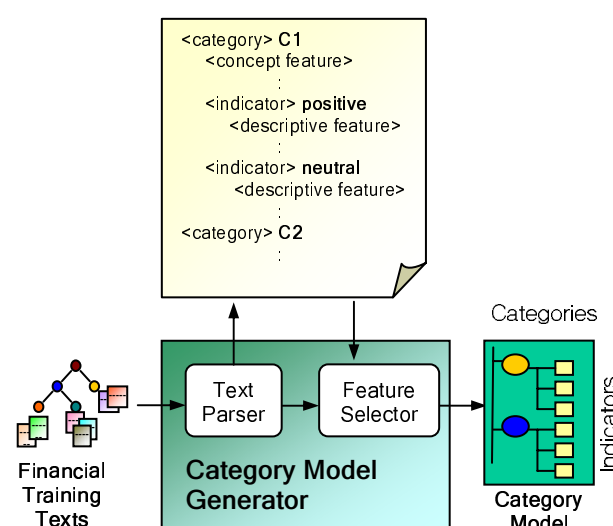 <category> C1
<concept feature>
:
<indicator> positive
<descriptive feature>
:
<indicator> neutral
<descriptive feature>
:
<category> C2
:
Categories
Indicators
Text
Parser
Feature
Selector
Category Model
Generator
Financial
Training
Texts
Category
Model